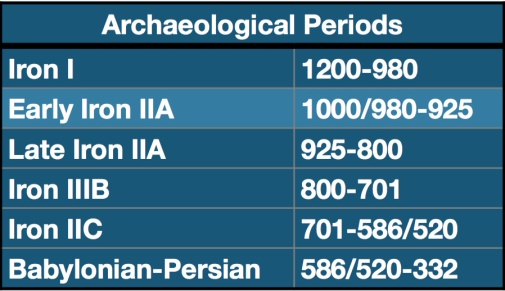 Archaeological Periods
Iron I 1200-980
Early Iron IIA 1000/980-925
Late Iron IIA 925-800
Iron IIIB 800-701
Iron IIC 701-586/520
Babylonian-Persian 586/520-332